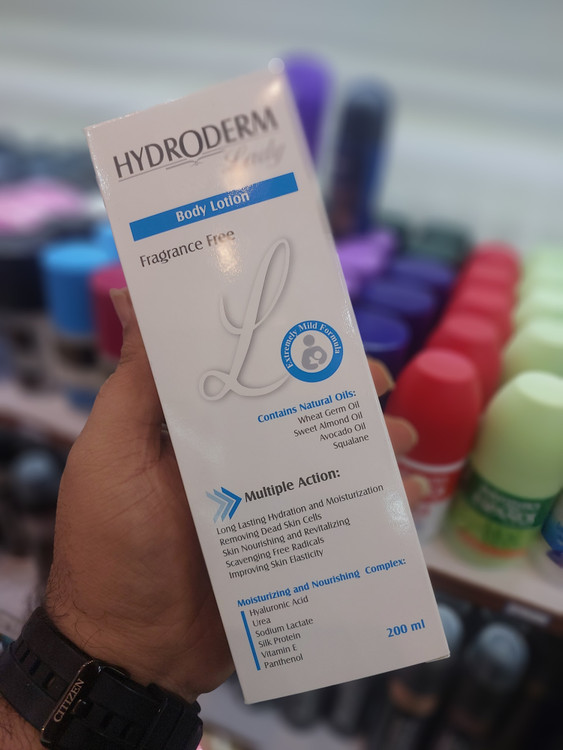 HYDRODERM
Lady
Body Lotion
Fragrance Free
L
Extremely Mild Formula
Contains Natural Oils:
Wheat Germ Oil
Sweet Almond Oil
Avocado Oil
Squalane
Multiple Action:
Long Lasting Hydration and Moisturization
Removing Dead Skin Cells
Skin Nourishing and Revitalizing
Scavenging Free Radicals
Improving Skin Elasticity
Moisturizing and Nourishing Complex:
Hyaluronic Acid
Urea
Sodium Lactate
Silk Protein
Vitamin E
Panthenol
200 ml
CITIZEN